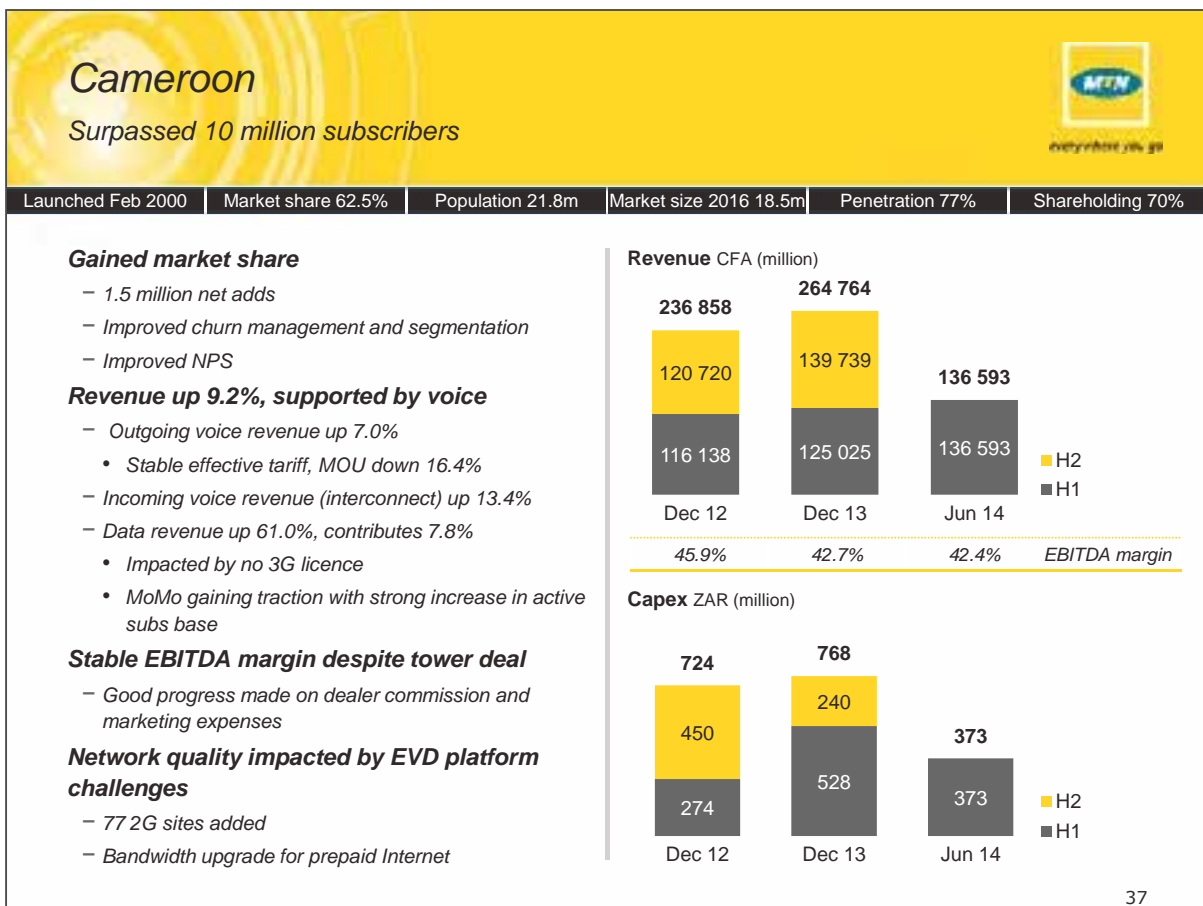 Cameroon
Surpassed 10 million subscribers
MTN
everywhere you go
Launched Feb 2000 Market share 62.5% Population 21.8m Market size 2016 18.5m Penetration 77% Shareholding 70%
Gained market share
– 1.5 million net adds
– Improved churn management and segmentation
– Improved NPS
Revenue up 9.2%, supported by voice
– Outgoing voice revenue up 7.0%
• Stable effective tariff, MOU down 16.4%
– Incoming voice revenue (interconnect) up 13.4%
– Data revenue up 61.0%, contributes 7.8%
• Impacted by no 3G licence
• MoMo gaining traction with strong increase in active
subs base
Stable EBITDA margin despite tower deal
– Good progress made on dealer commission and
marketing expenses
Network quality impacted by EVD platform
challenges
– 77 2G sites added
– Bandwidth upgrade for prepaid Internet
Revenue CFA (million)
236 858
264 764
120 720
139 739
136 593
116 138
125 025
136 593
H2
H1
Dec 12 Dec 13 Jun 14
45.9% 42.7% 42.4% EBITDA margin
Capex ZAR (million)
724
768
450
240
373
274
528
373
H2
H1
Dec 12 Dec 13 Jun 14
37